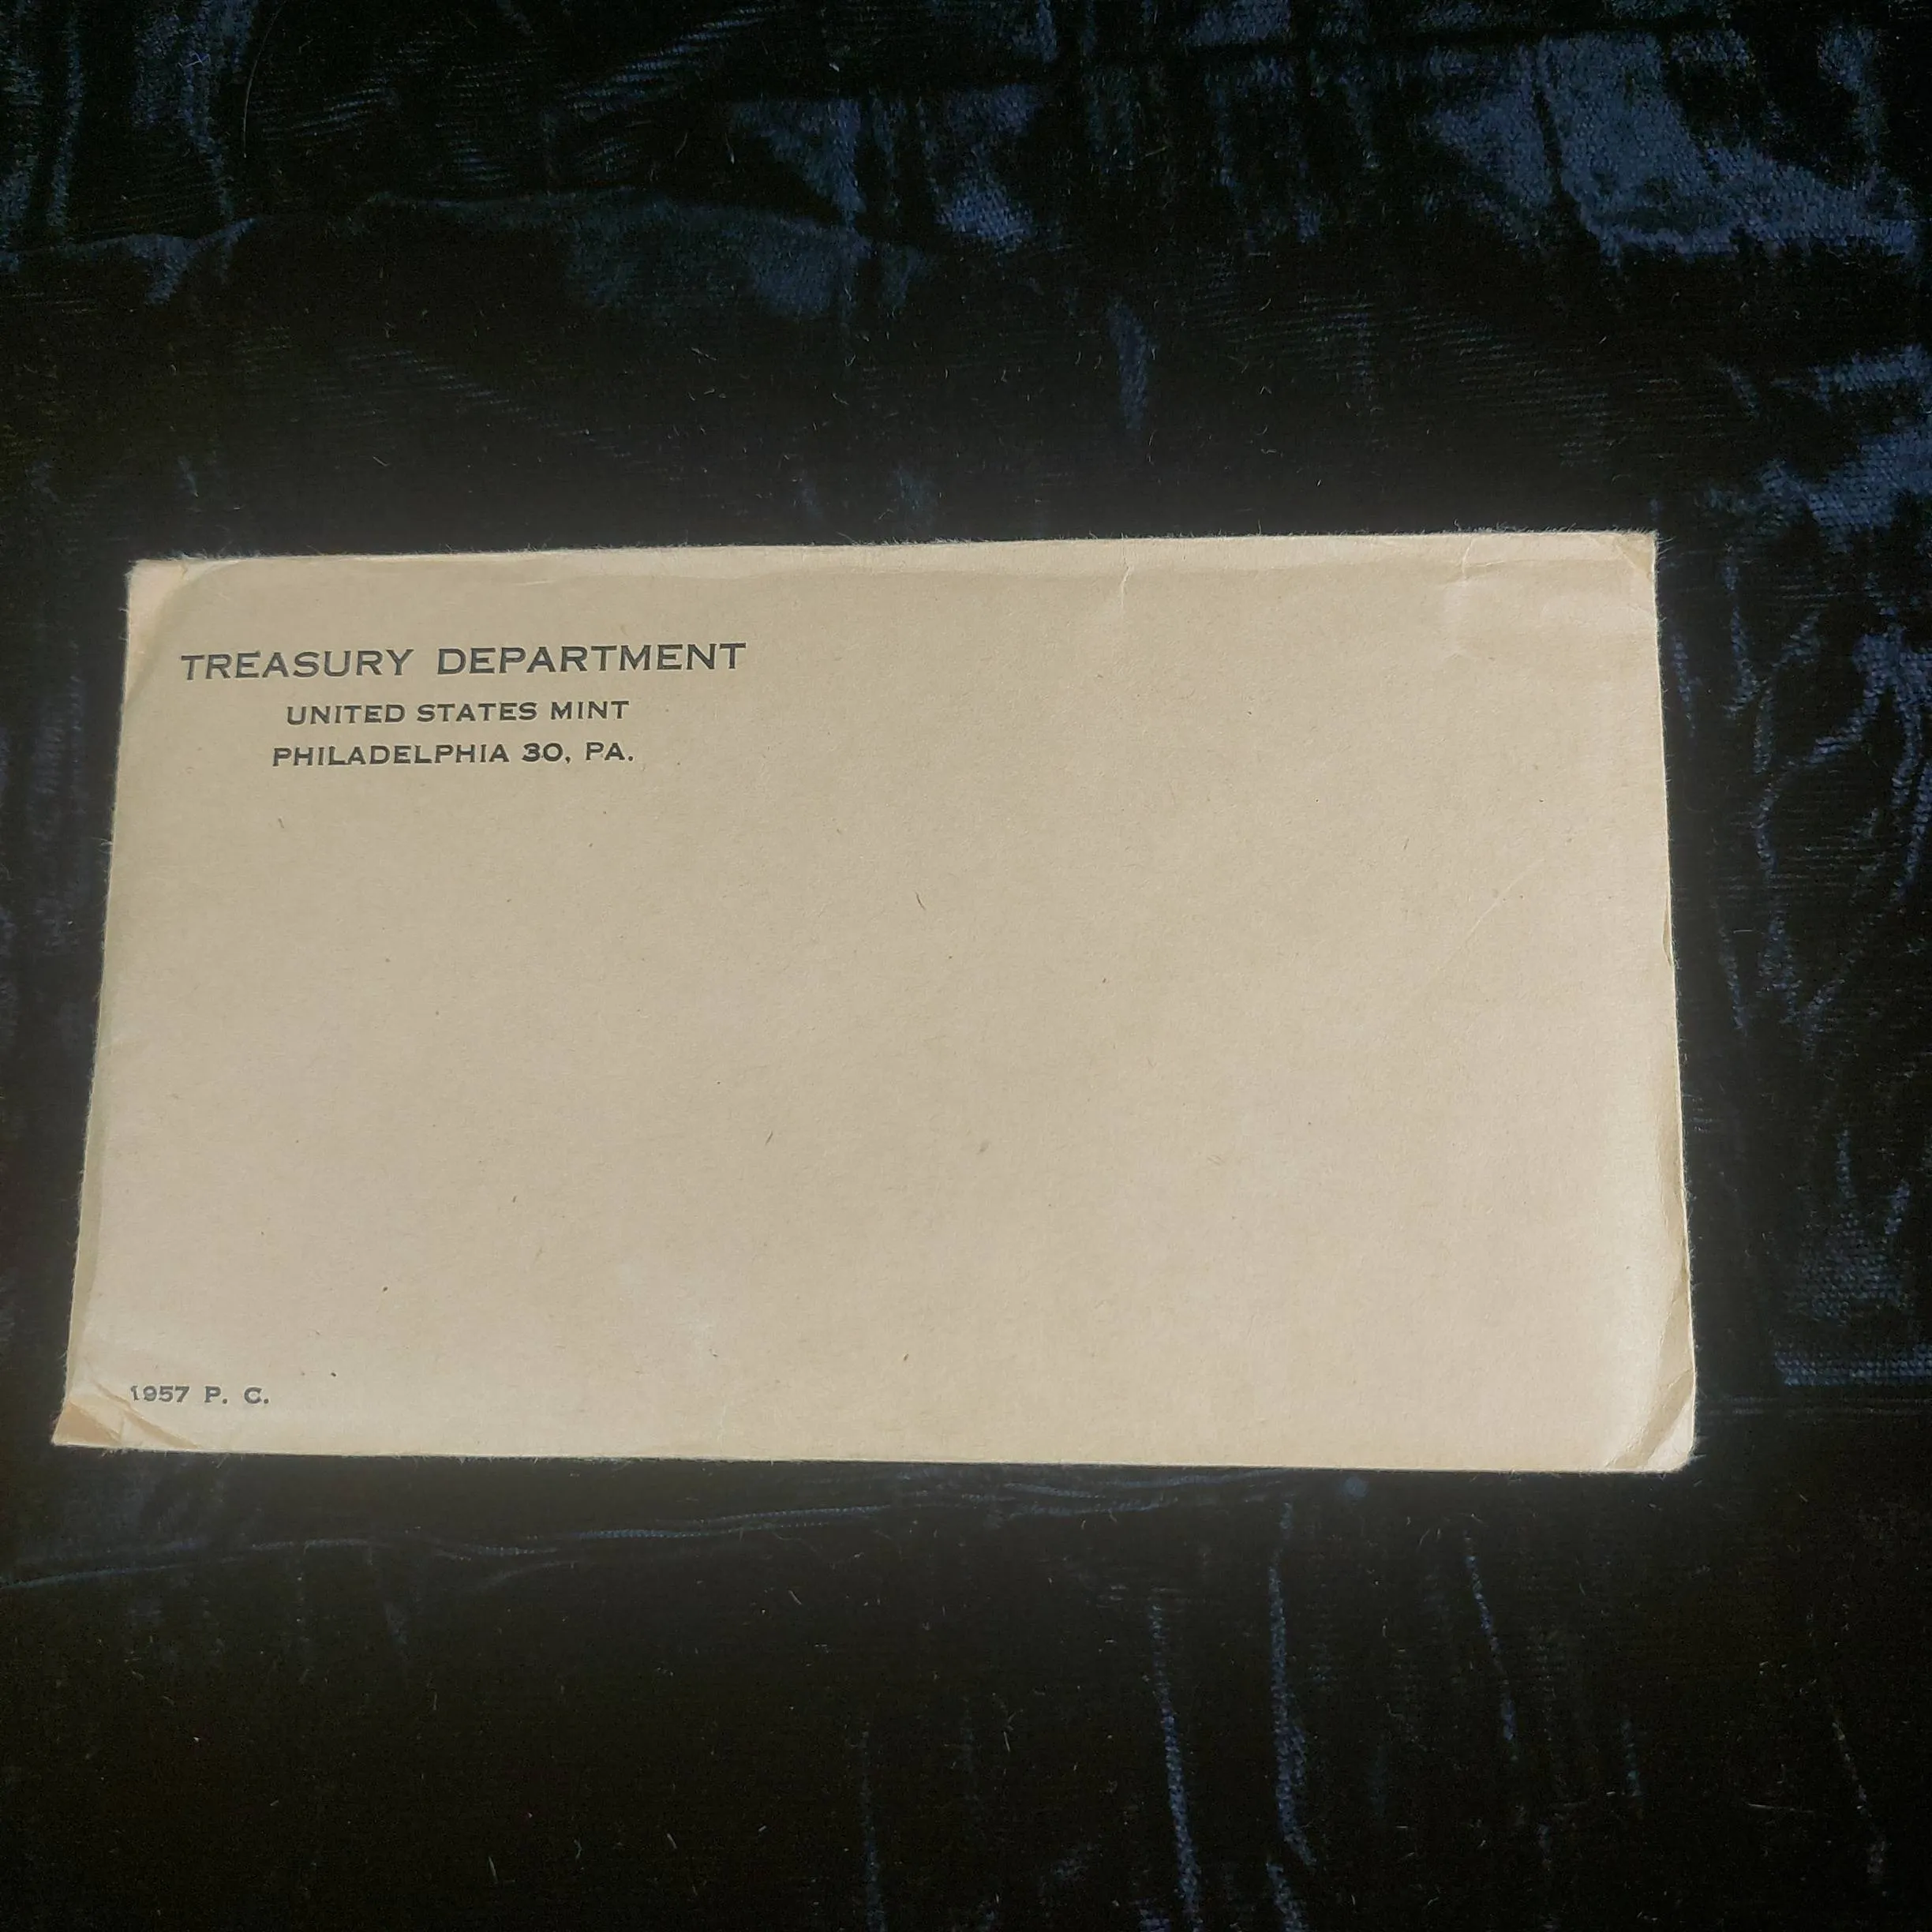 TREASURY DEPARTMENT
UNITED STATES MINT
PHILADELPHIA 30, PA.
1957 P. C.